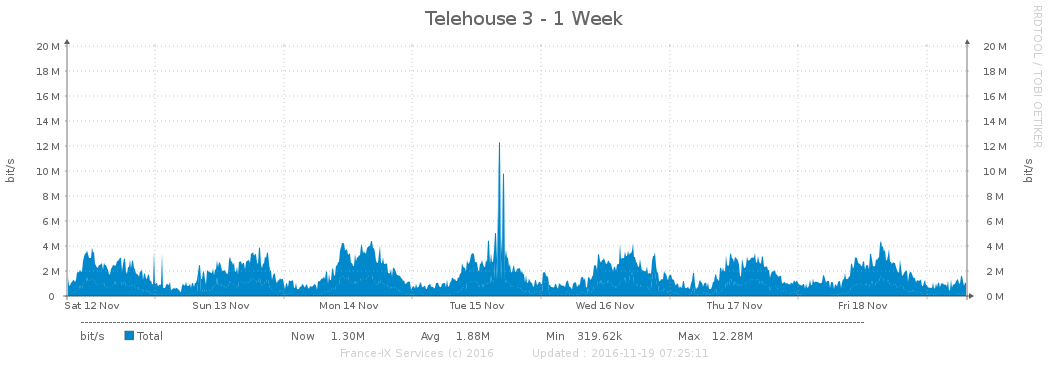 Telehouse 3 - 1 Week
RRDTOOL / TOBI OETIKER
bit/s
bit/s
20 M 20 M
18 M 18 M
16 M 16 M
14 M 14 M
12 M 12 M
10 M 10 M
8 M 8 M
6 M 6 M
4 M 4 M
2 M 2 M
0 0 M
Sat 12 Nov Sun 13 Nov Mon 14 Nov Tue 15 Nov Wed 16 Nov Thu 17 Nov Fri 18 Nov
bit/s Total Now 1.30M Avg 1.88M Min 319.62k Max 12.28M
France-IX Services (c) 2016 Updated : 2016-11-19 07:25:11